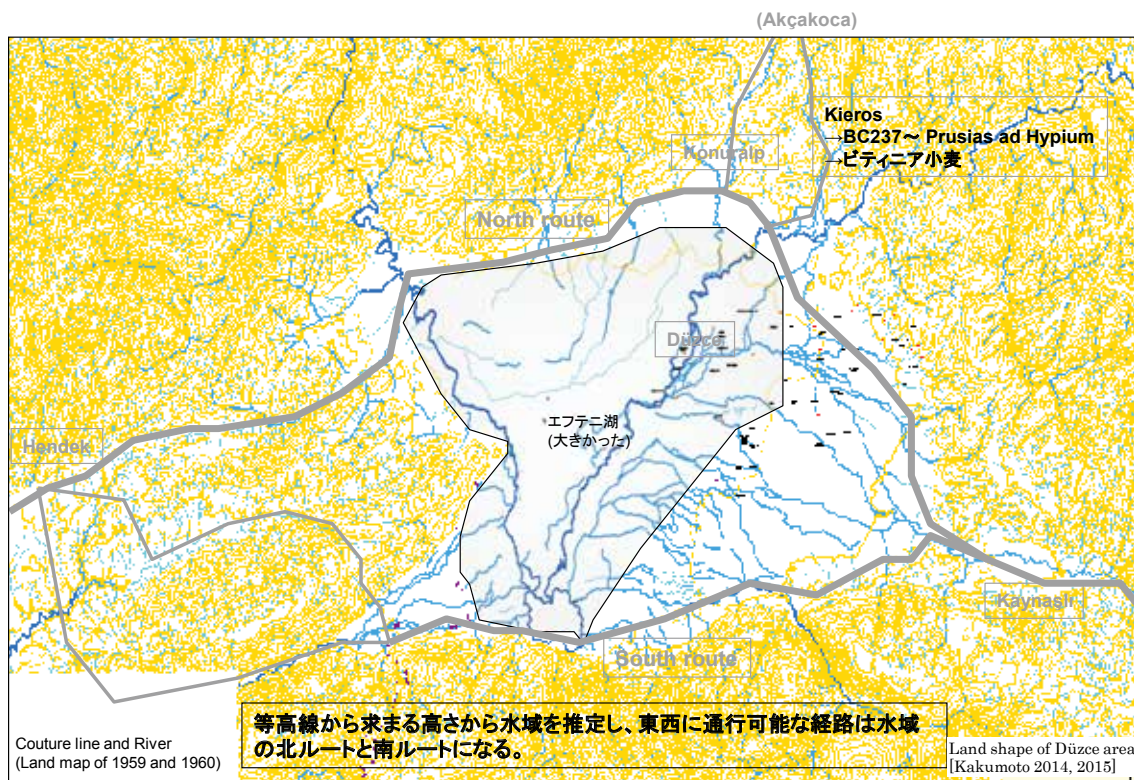 (Akçakoca)
Kieros
→BC237～ Prusias ad Hypium
→ビティニア小麦
Konuralp
North route
Düzce
エフテニ湖
(大きかった)
Hendek
Kaynaşlı
South route
等高線から求まる高さから水域を推定し、東西に通行可能な経路は水域
の北ルートと南ルートになる。
Couture line and River
(Land map of 1959 and 1960)
Land shape of Düzce area
[Kakumoto 2014, 2015]